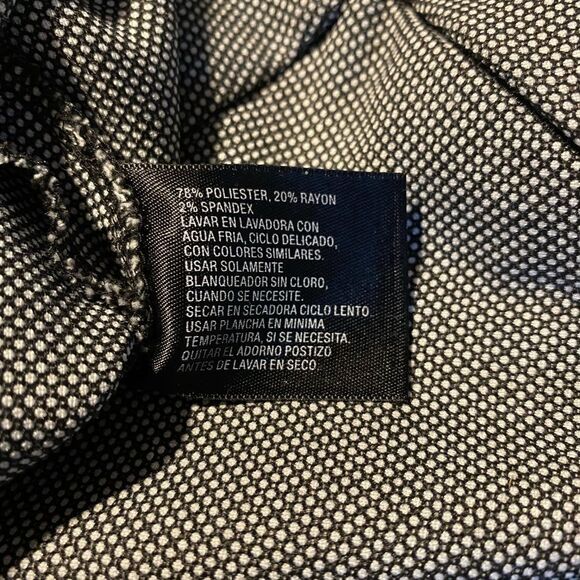 78% POLIESTER, 20% RAYON
2% SPANDEX
LAVAR EN LAVADORA CON
AGUA FRIA, CICLO DELICADO,
CON COLORES SIMILARES.
USAR SOLAMENTE
BLANQUEADOR SIN CLORO,
CUANDO SE NECESITE.
SECAR EN SECADORA CICLO LENTO
USAR PLANCHA EN MINIMA
TEMPERATURA, SI SE NECESITA.
QUITAR EL ADORNO POSTIZO
ANTES DE LAVAR EN SECO.